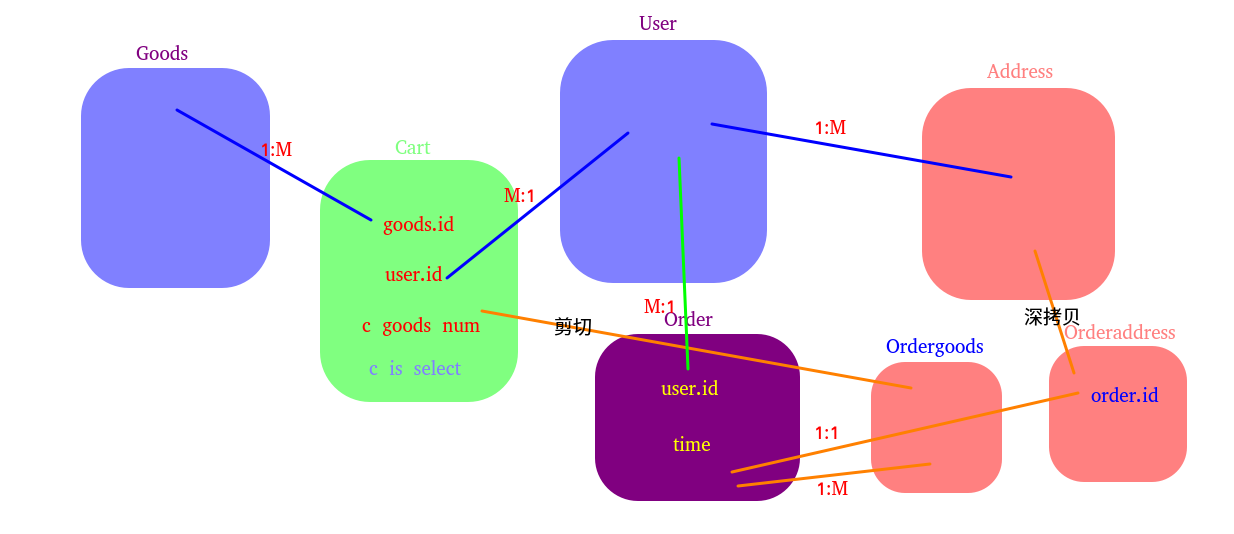 User
Goods
Address
1:M
1:M
Cart
M:1
goods.id
user.id
c goods num
c is select
M:1
Order
剪切
深拷贝
Orderaddress
Ordergoods
user.id
order.id
time
1:1
1:M